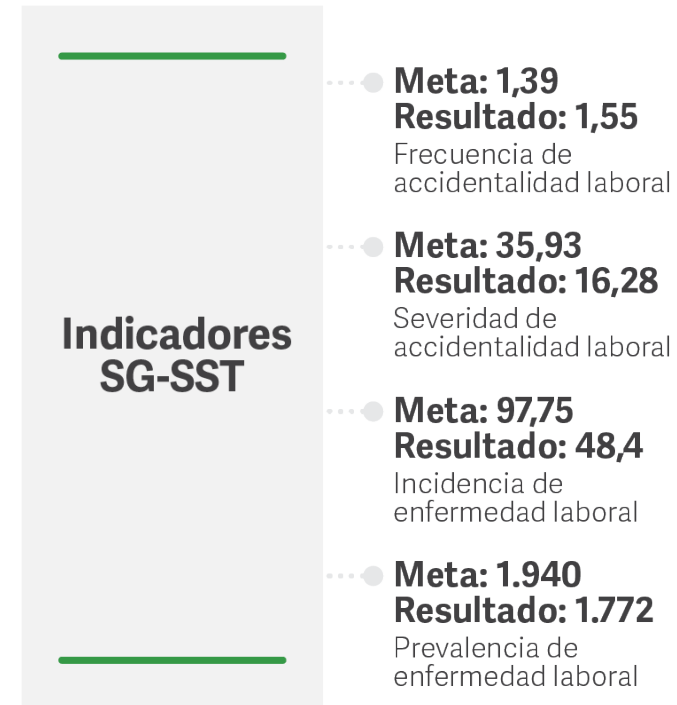 Indicadores
SG-SST
Meta: 1,39
Resultado: 1,55
Frecuencia de
accidentalidad laboral
Meta: 35,93
Resultado: 16,28
Severidad de
accidentalidad laboral
Meta: 97,75
Resultado: 48,4
Incidencia de
enfermedad laboral
Meta: 1.940
Resultado: 1.772
Prevalencia de
enfermedad laboral